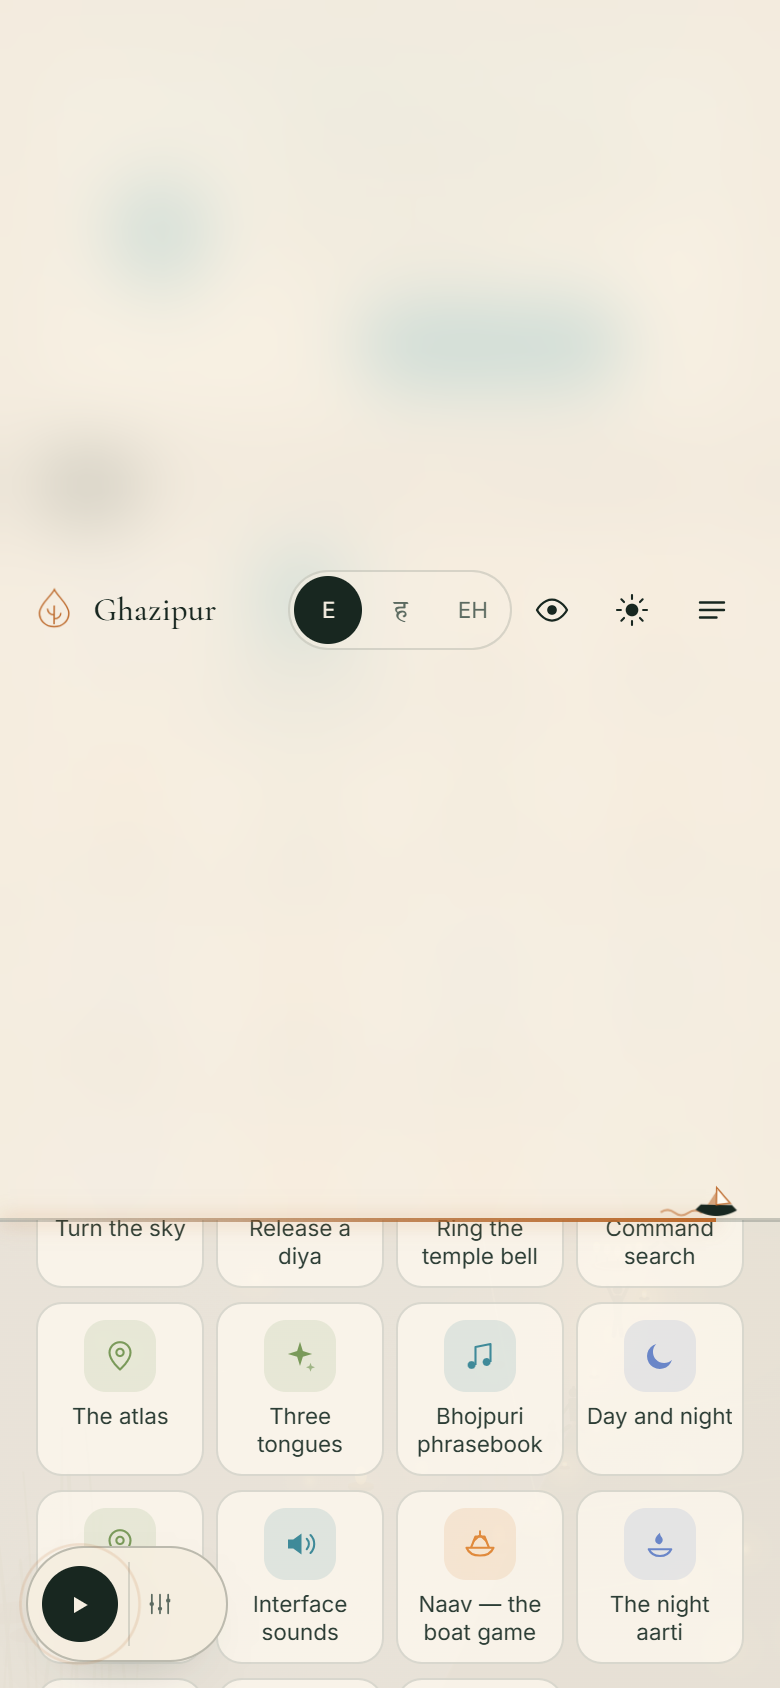 Ghazipur
E ह EH
Turn the sky
Release a
diya
Ring the
temple bell
Command
search
The atlas
Three
tongues
Bhojpuri
phrasebook
Day and night
Interface
sounds
Naav — the
boat game
The night
aarti